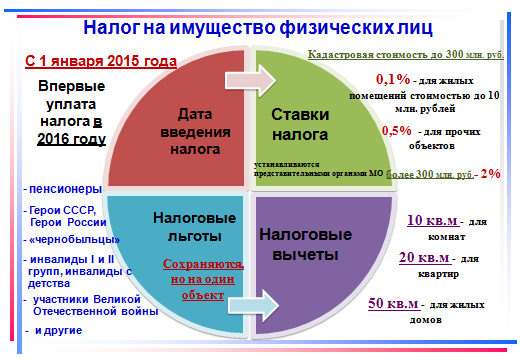 Налог на имущество физических лиц
С 1 января 2015 года
Впервые
уплата
налога в
2016 году
Дата
введения
налога
Ставки
налога
устанавливаются
представительными органами МО
Кадастровая стоимость до 300 млн. руб.
0,1% - для жилых
помещений стоимостью до 10
млн. рублей
0,5% - для прочих
объектов
более 300 млн. руб.- 2%
- пенсионеры
- Герои СССР,
Герои России
- «чернобыльцы»
- инвалиды I и II
групп, инвалиды с
детства
- участники Великой
Отечественной войны
- и другие
Налоговые
льготы
Сохраняются,
но на один
объект
Налоговые
вычеты
10 кв.м - для
комнат
20 кв.м - для
квартир
50 кв.м - для жилых
домов